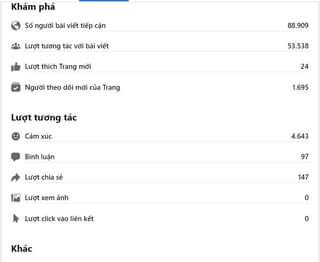 Khám phá
Số người bài viết tiếp cận 88.909
Lượt tương tác với bài viết 53.538
Lượt thích Trang mới 24
Người theo dõi mới của Trang 1.695
Lượt tương tác
Cảm xúc 4.643
Bình luận 97
Lượt chia sẻ 147
Lượt xem ảnh 0
Lượt click vào liên kết 0
Khác